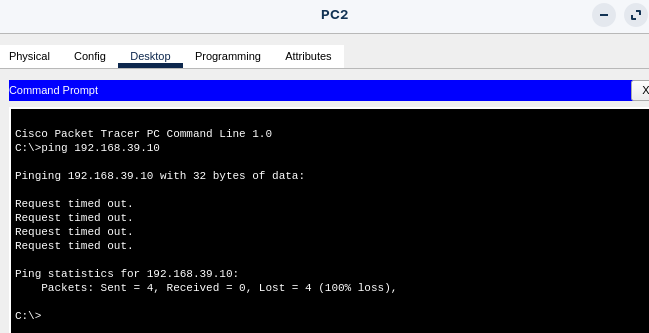 PC2
Physical Config Desktop Programming Attributes
Command Prompt X
Cisco Packet Tracer PC Command Line 1.0
C:\>ping 192.168.39.10
Pinging 192.168.39.10 with 32 bytes of data:
Request timed out.
Request timed out.
Request timed out.
Request timed out.
Ping statistics for 192.168.39.10:
    Packets: Sent = 4, Received = 0, Lost = 4 (100% loss),
C:\>